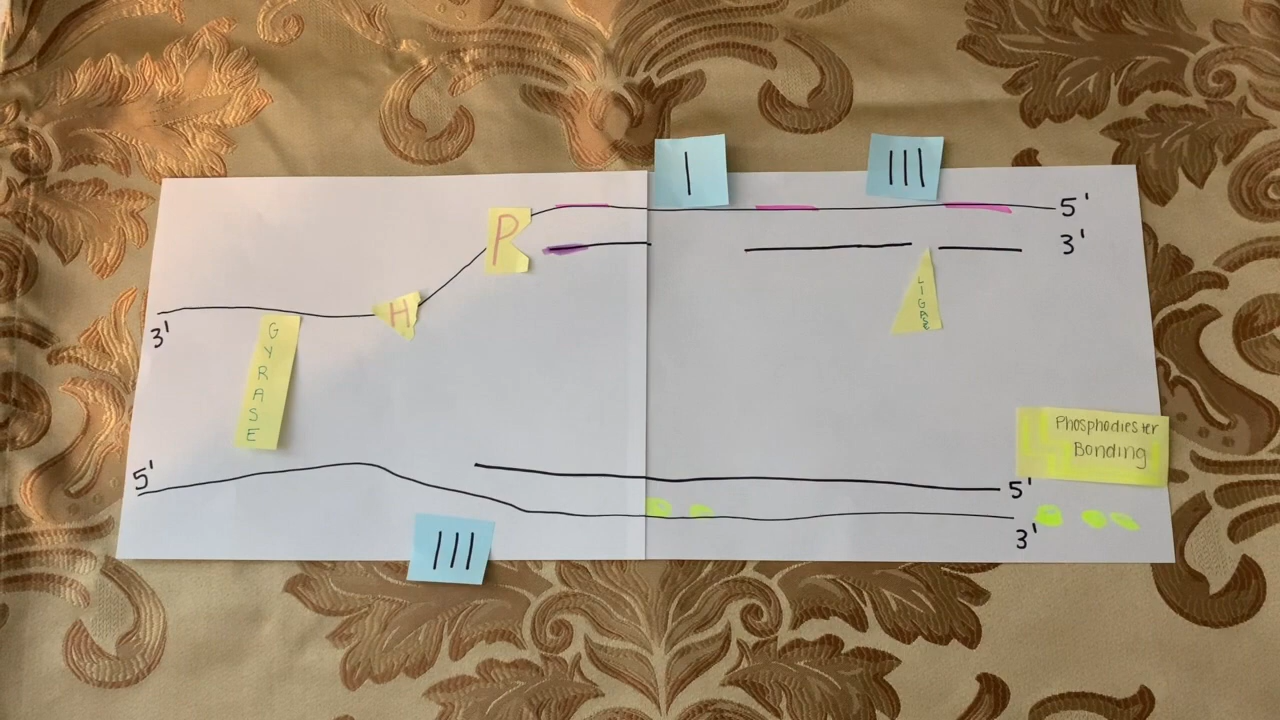 I
III
5'
3'
P
H
3'
GYRASE
LIGASE
Phosphodiester
Bonding
5'
5'
3'
III